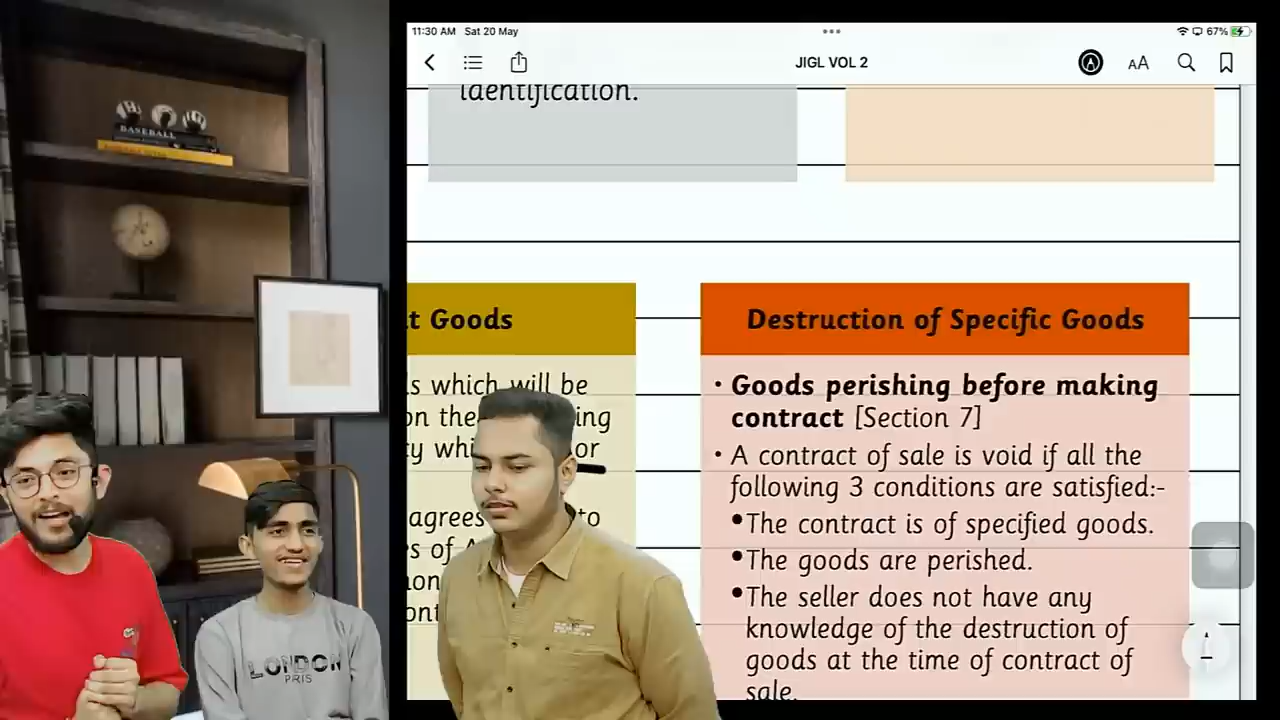 11:30 AM Sat 20 May
67%
JIGL VOL 2
AA
identification.
BASEBALL
t Goods
Destruction of Specific Goods
s which will be
on the ing
y whi or
agrees to
s of
on
ont
• Goods perishing before making
contract [Section 7]
• A contract of sale is void if all the
following 3 conditions are satisfied:-
• The contract is of specified goods.
• The goods are perished.
• The seller does not have any
knowledge of the destruction of
goods at the time of contract of
sale.
LONDON
PRIS